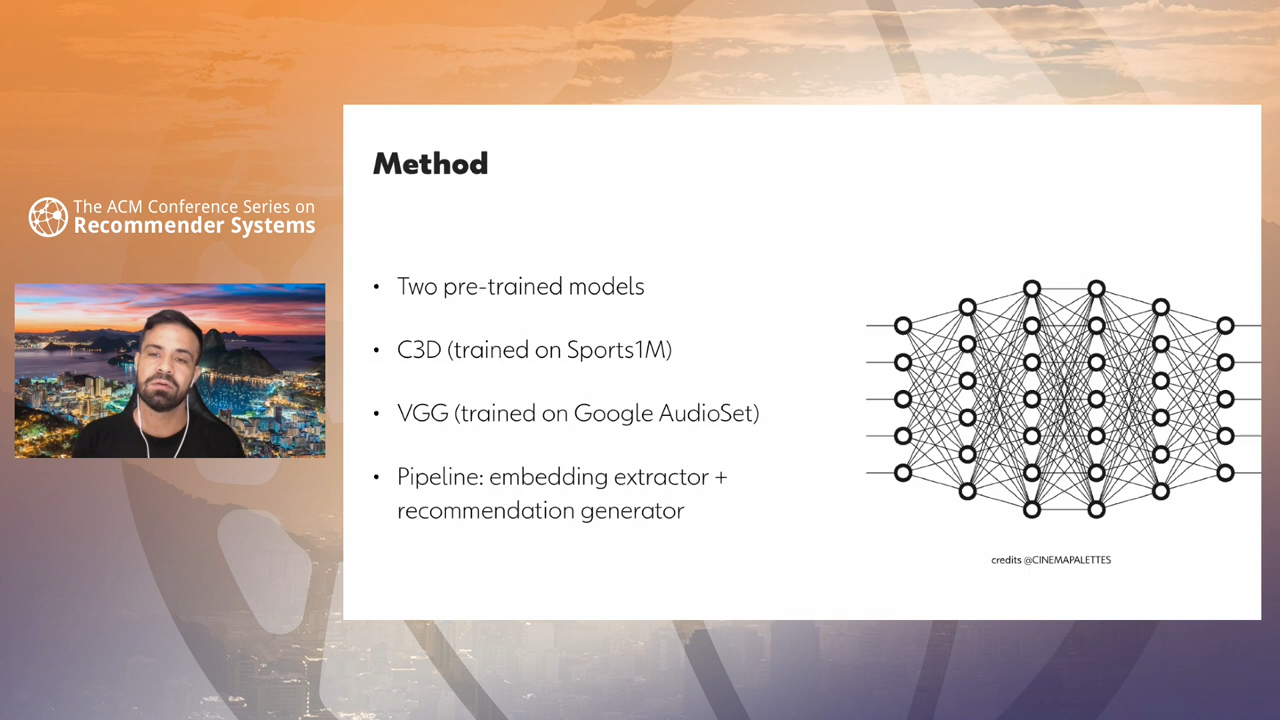 The ACM Conference Series on
Recommender Systems
Method
• Two pre-trained models
• C3D (trained on Sports1M)
• VGG (trained on Google AudioSet)
• Pipeline: embedding extractor +
recommendation generator
credits @CINEMAPALETTES